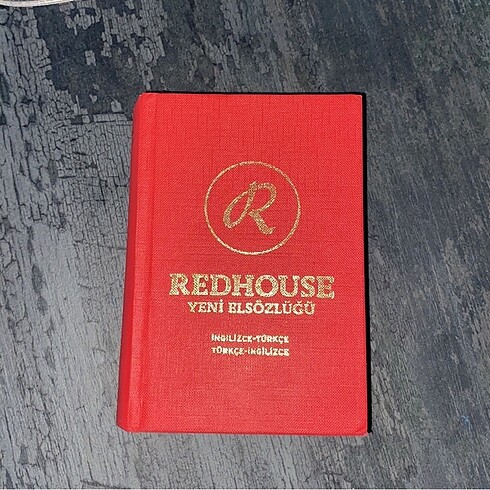 R
REDHOUSE
YENİ ELSÖZLÜĞÜ
İNGİLİZCE-TÜRKÇE
TÜRKÇE-İNGİLİZCE